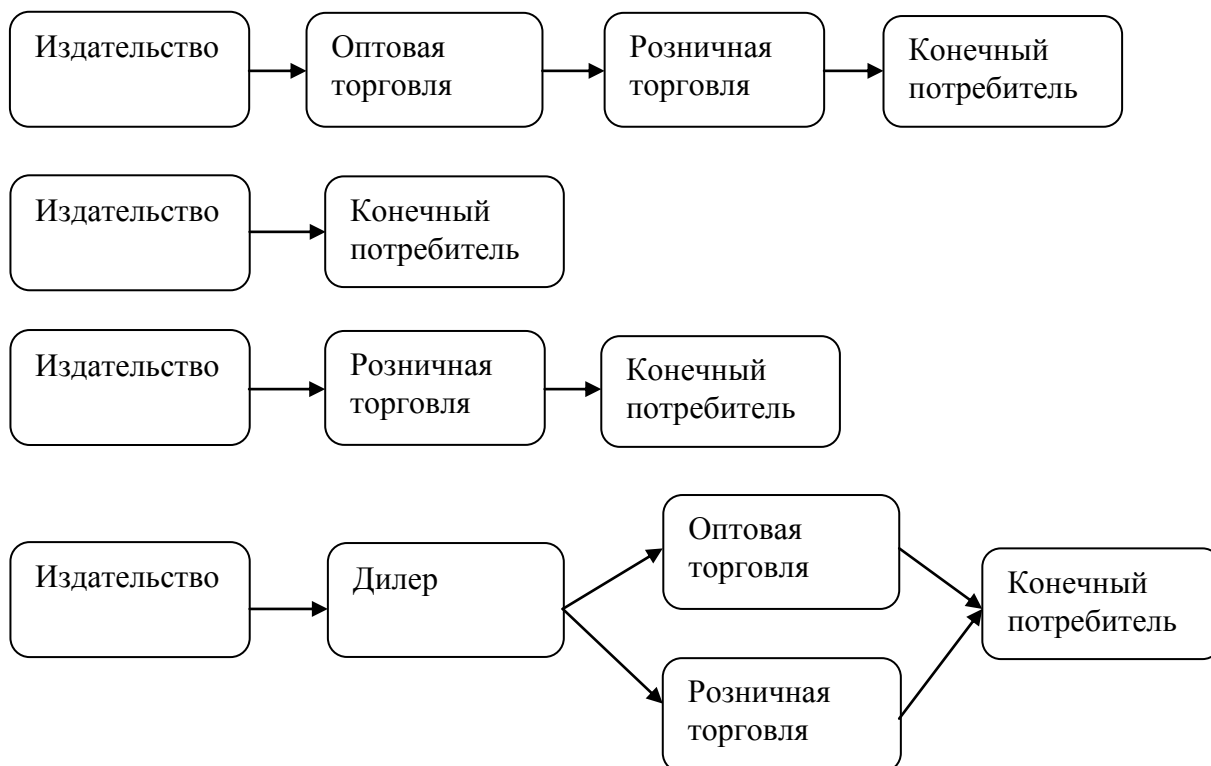 Издательство
Оптовая
торговля
Розничная
торговля
Конечный
потребитель
Издательство
Конечный
потребитель
Издательство
Розничная
торговля
Конечный
потребитель
Издательство
Дилер
Оптовая
торговля
Розничная
торговля
Конечный
потребитель